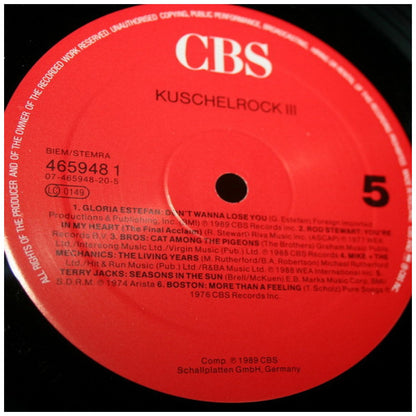 UNAUTHORISED COPYING, PUBLIC PERFORMANCE, BROADCASTING,
ALL RIGHTS OF THE PRODUCER AND OF THE OWNER OF THE RECORDED WORK RESERVED.
CBS
KUSCHELROCK III
BIEM/STEMRA
465948 1
07-465948-20-5
LC 0149
5
1. GLORIA ESTEFAN: DON'T WANNA LOSE YOU (G. Estefan) Foreign Imported
Productions & Publishing, Inc. (BMI) ℗ 1989 CBS Records Inc. 2. ROD STEWART: YOU'RE
IN MY HEART (The Final Acclaim) (R. Stewart) Riva Music Inc. (ASCAP) ℗ 1977 WEA
Records H.V. 3. BROS: CAT AMONG THE PIGEONS (The Brothers) Graham Music Publ.
Ltd./Intersong Music Ltd./Virgin Music (Pub.) Ltd. ℗ 1988 CBS 4. MIKE + THE
MECHANICS: THE LIVING YEARS (M. Rutherford/B.A. Robertson) Michael Rutherford
Ltd./Hit & Run Music (Pub.) Ltd./R&BA Music Ltd. ℗ 1988 WEA International Inc. 5.
TERRY JACKS: SEASONS IN THE SUN (Brel/McKuen) E.B. Marks Music Corp. BMI/
S.D.R.M. ℗ 1974 Arista 6. BOSTON: MORE THAN A FEELING (T. Scholz) Pure Songs
℗ 1976 CBS Records Inc.
Comp. ℗ 1989 CBS
Schallplatten GmbH, Germany